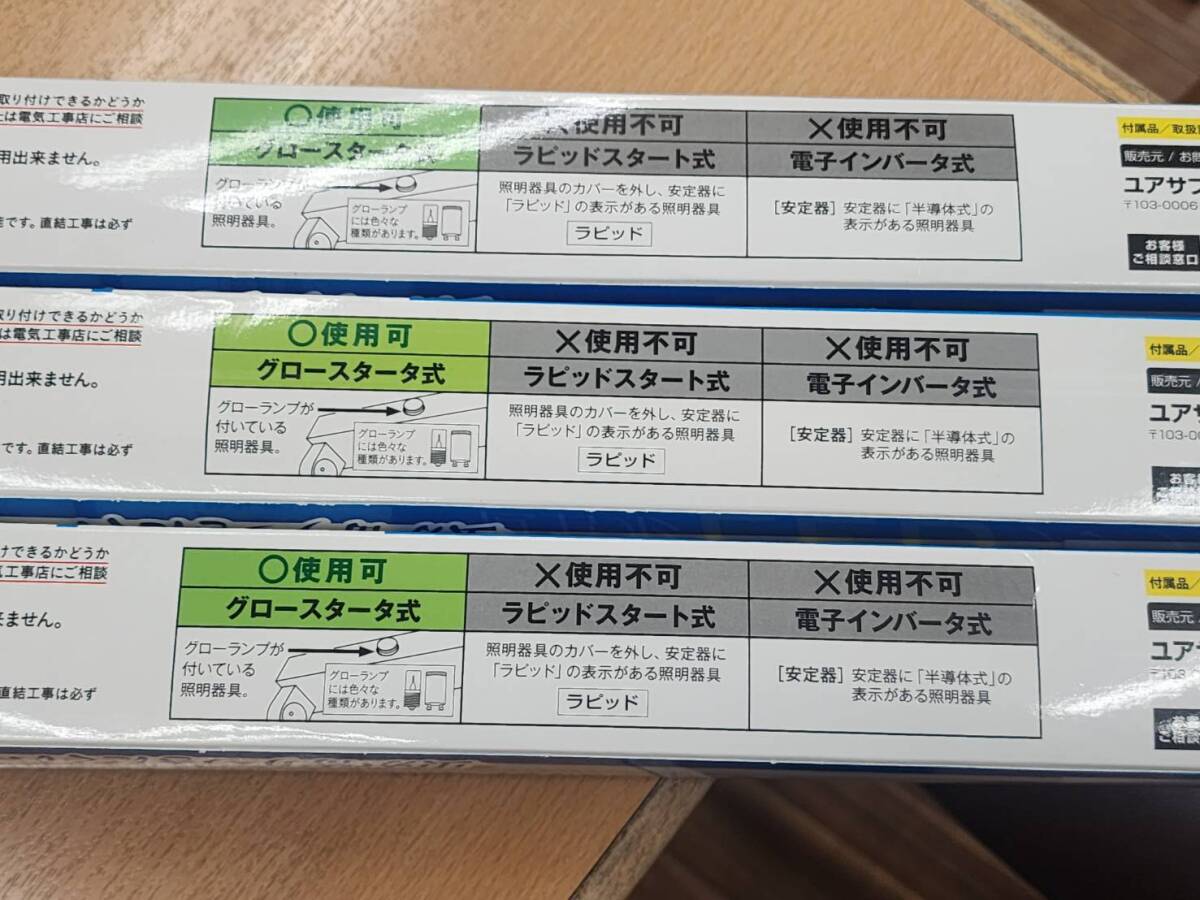 取り付けできるかどうか
は電気工事店にご相談
用出来ません。
能です。直結工事は必ず
〇使用可
グロースタータ式
グローランプが
付いている
照明器具。
グローランプ
には色々な
種類があります。
×使用不可
ラピッドスタート式
照明器具のカバーを外し、安定器に
「ラピッド」の表示がある照明器具
ラピッド
×使用不可
電子インバータ式
[安定器] 安定器に「半導体式」の
表示がある照明器具
付属品/取扱
販売元/お
ユアサプ
〒103-0006
お客様
ご相談窓口
取り付けできるかどうか
は電気工事店にご相談
用出来ません。
です。直結工事は必ず
〇使用可
グロースタータ式
グローランプが
付いている
照明器具。
グローランプ
には色々な
種類があります。
×使用不可
ラピッドスタート式
照明器具のカバーを外し、安定器に
「ラピッド」の表示がある照明器具
ラピッド
×使用不可
電子インバータ式
[安定器] 安定器に「半導体式」の
表示がある照明器具
付属品/
販売元/
ユアサ
〒103-0
お客
けできるかどうか
気工事店にご相談
来ません。
直結工事は必ず
〇使用可
グロースタータ式
グローランプが
付いている
照明器具。
グローランプ
には色々な
種類があります。
×使用不可
ラピッドスタート式
照明器具のカバーを外し、安定器に
「ラピッド」の表示がある照明器具
ラピッド
×使用不可
電子インバータ式
[安定器] 安定器に「半導体式」の
表示がある照明器具
付属品/
販売元/
ユアサ
〒103
お客
ご相談